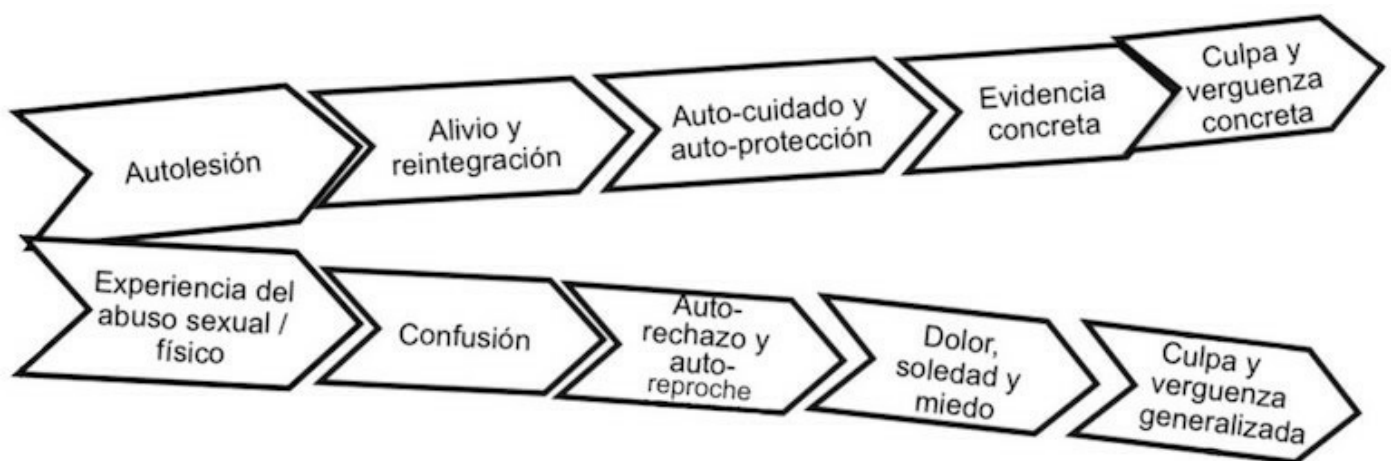 Autolesión
Alivio y
reintegración
Auto-cuidado y
auto-protección
Evidencia
concreta
Culpa y
verguenza
concreta
Experiencia del
abuso sexual /
físico
Confusión
Auto-
rechazo y
auto-
reproche
Dolor,
soledad y
miedo
Culpa y
verguenza
generalizada